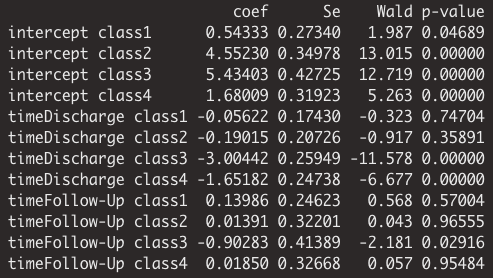 coef Se Wald p-value
intercept class1 0.54333 0.27340 1.987 0.04689
intercept class2 4.55230 0.34978 13.015 0.00000
intercept class3 5.43403 0.42725 12.719 0.00000
intercept class4 1.68009 0.31923 5.263 0.00000
timeDischarge class1 -0.05622 0.17430 -0.323 0.74704
timeDischarge class2 -0.19015 0.20726 -0.917 0.35891
timeDischarge class3 -3.00442 0.25949 -11.578 0.00000
timeDischarge class4 -1.65182 0.24738 -6.677 0.00000
timeFollow-Up class1 0.13986 0.24623 0.568 0.57004
timeFollow-Up class2 0.01391 0.32201 0.043 0.96555
timeFollow-Up class3 -0.90283 0.41389 -2.181 0.02916
timeFollow-Up class4 0.01850 0.32668 0.057 0.95484